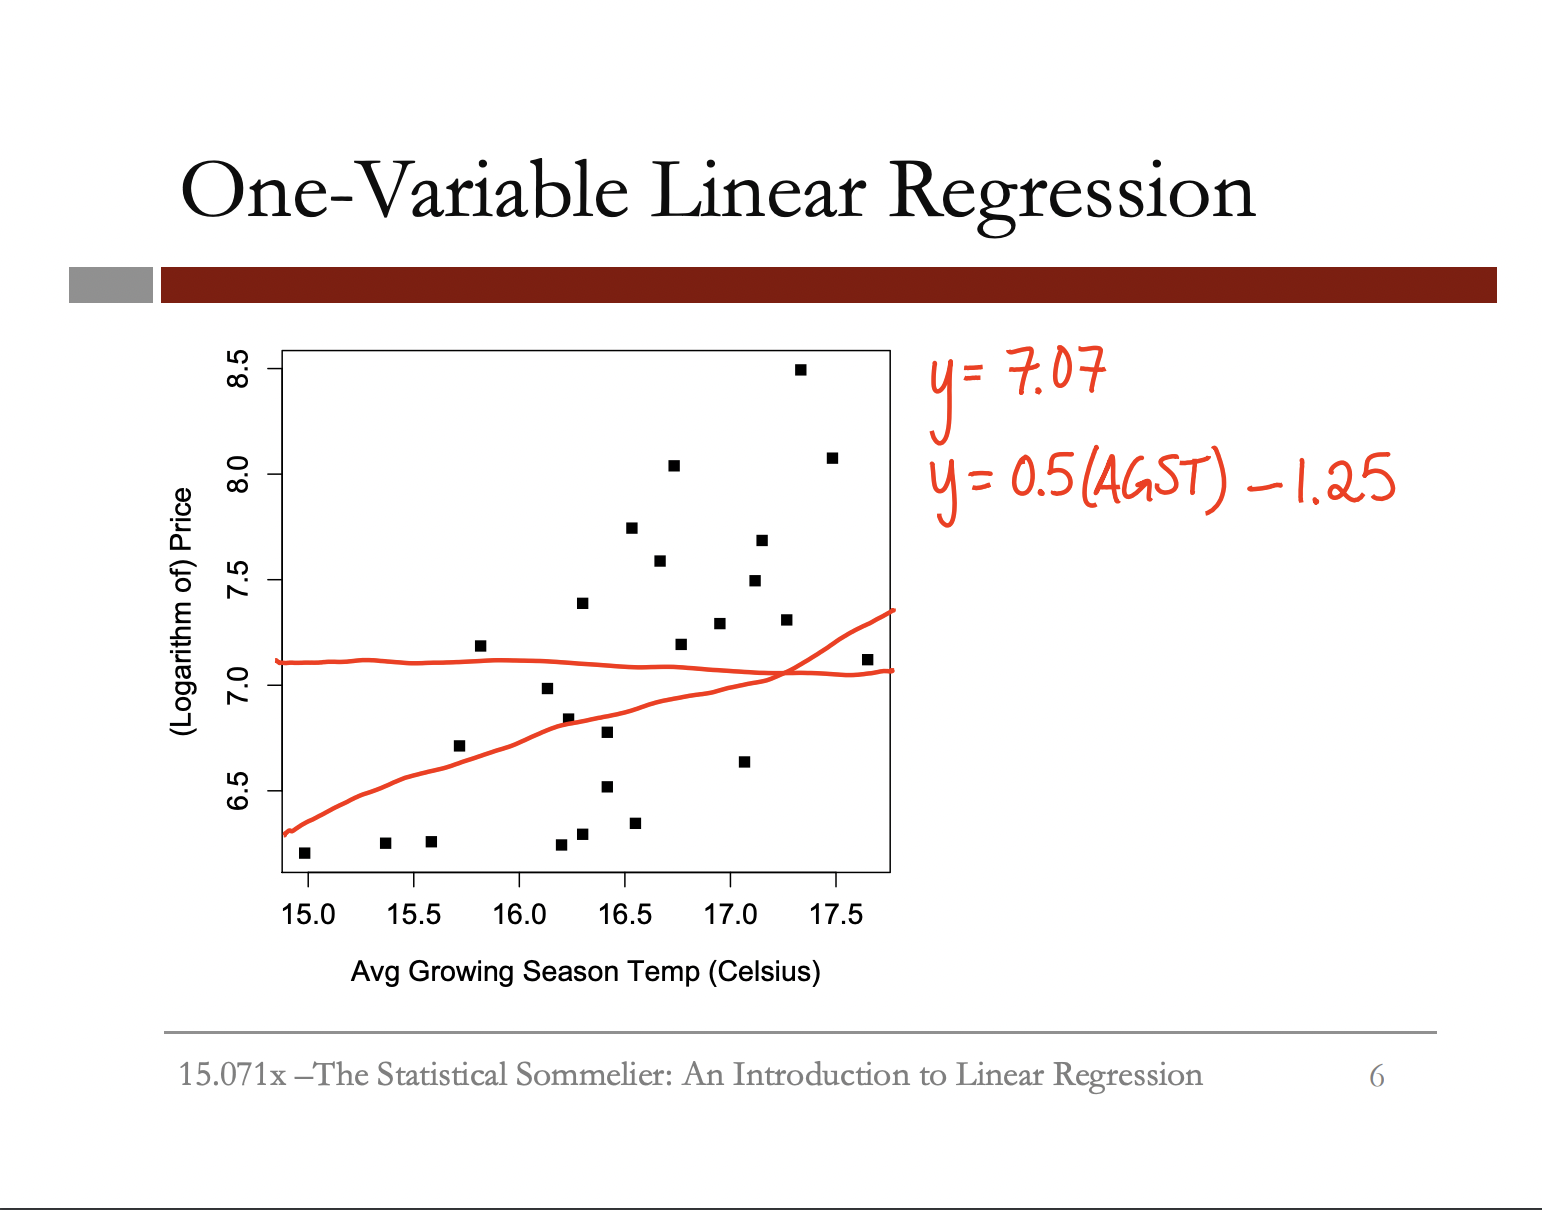 One-Variable Linear Regression
y= 7.07
y= 0.5(AGST) – 1.25
(Logarithm of) Price
8.5
8.0
7.5
7.0
6.5
15.0 15.5 16.0 16.5 17.0 17.5
Avg Growing Season Temp (Celsius)
15.071x –The Statistical Sommelier: An Introduction to Linear Regression 6